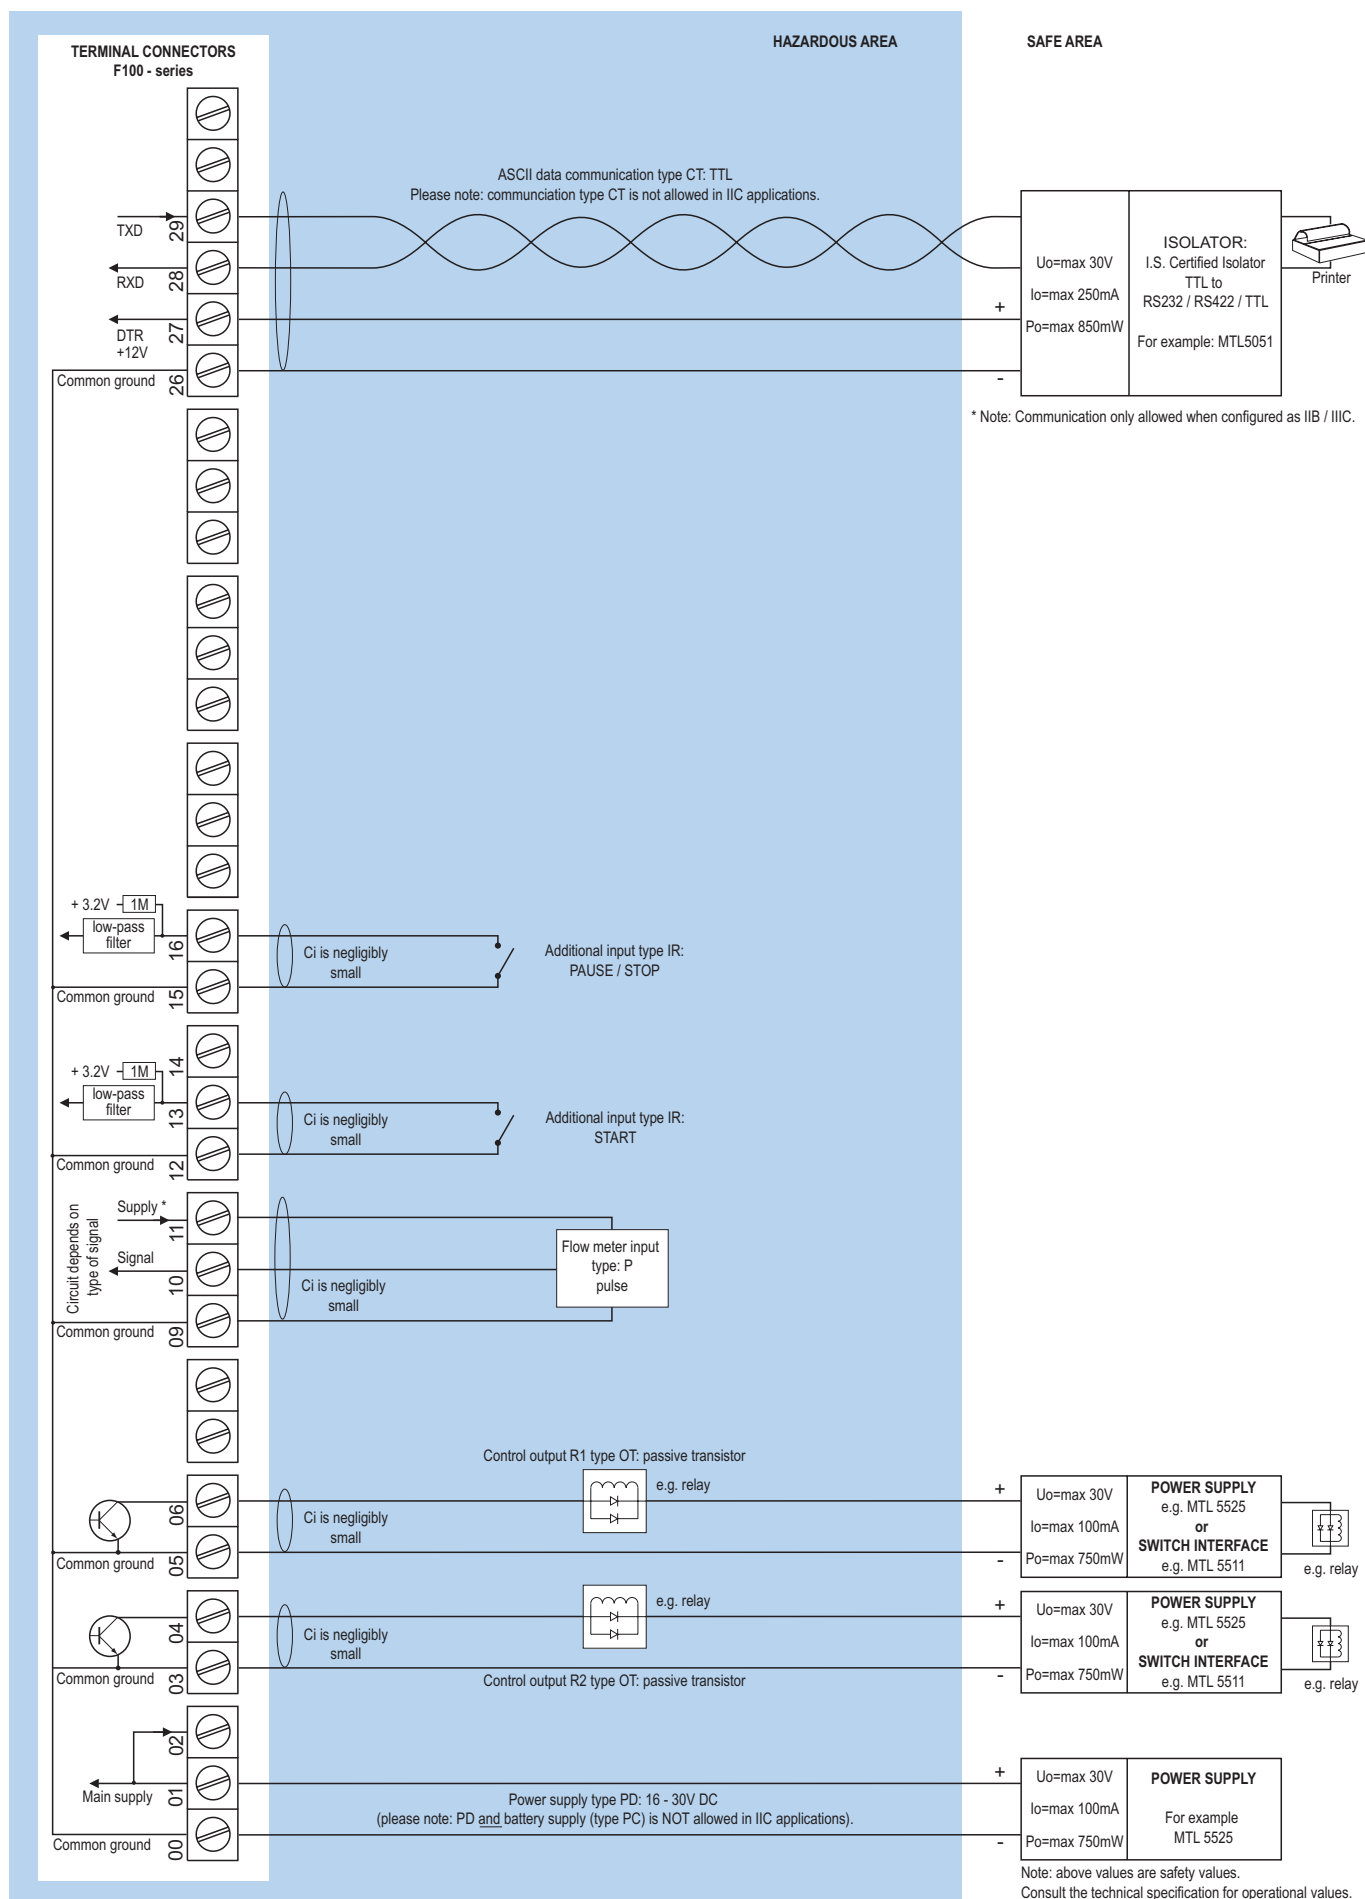 HAZARDOUS AREA
SAFE AREA
TERMINAL CONNECTORS
F100 - series
ASCII data communication type CT: TTL
Please note: communciation type CT is not allowed in IIC applications.
TXD
29
RXD
28
DTR
+12V
27
Common ground
26
Uo=max 30V
Io=max 250mA
+
Po=max 850mW
-
ISOLATOR:
I.S. Certified Isolator
TTL to
RS232 / RS422 / TTL
For example: MTL5051
Printer
* Note: Communication only allowed when configured as IIB / IIIC.
+ 3.2V
1M
low-pass
filter
16
Common ground
15
Ci is negligibly
small
Additional input type IR:
PAUSE / STOP
14
+ 3.2V
1M
low-pass
filter
13
Common ground
12
Ci is negligibly
small
Additional input type IR:
START
Circuit depends on
type of signal
Supply *
11
Signal
10
Common ground
09
Ci is negligibly
small
Flow meter input
type: P
pulse
Control output R1 type OT: passive transistor
06
Common ground
05
Ci is negligibly
small
e.g. relay
+
-
Uo=max 30V
Io=max 100mA
Po=max 750mW
POWER SUPPLY
e.g. MTL 5525
or
SWITCH INTERFACE
e.g. MTL 5511
e.g. relay
04
Common ground
03
Ci is negligibly
small
e.g. relay
Control output R2 type OT: passive transistor
+
-
Uo=max 30V
Io=max 100mA
Po=max 750mW
POWER SUPPLY
e.g. MTL 5525
or
SWITCH INTERFACE
e.g. MTL 5511
e.g. relay
02
Main supply
01
Common ground
00
Power supply type PD: 16 - 30V DC
(please note: PD and battery supply (type PC) is NOT allowed in IIC applications).
+
-
Uo=max 30V
Io=max 100mA
Po=max 750mW
POWER SUPPLY
For example
MTL 5525
Note: above values are safety values.
Consult the technical specification for operational values.